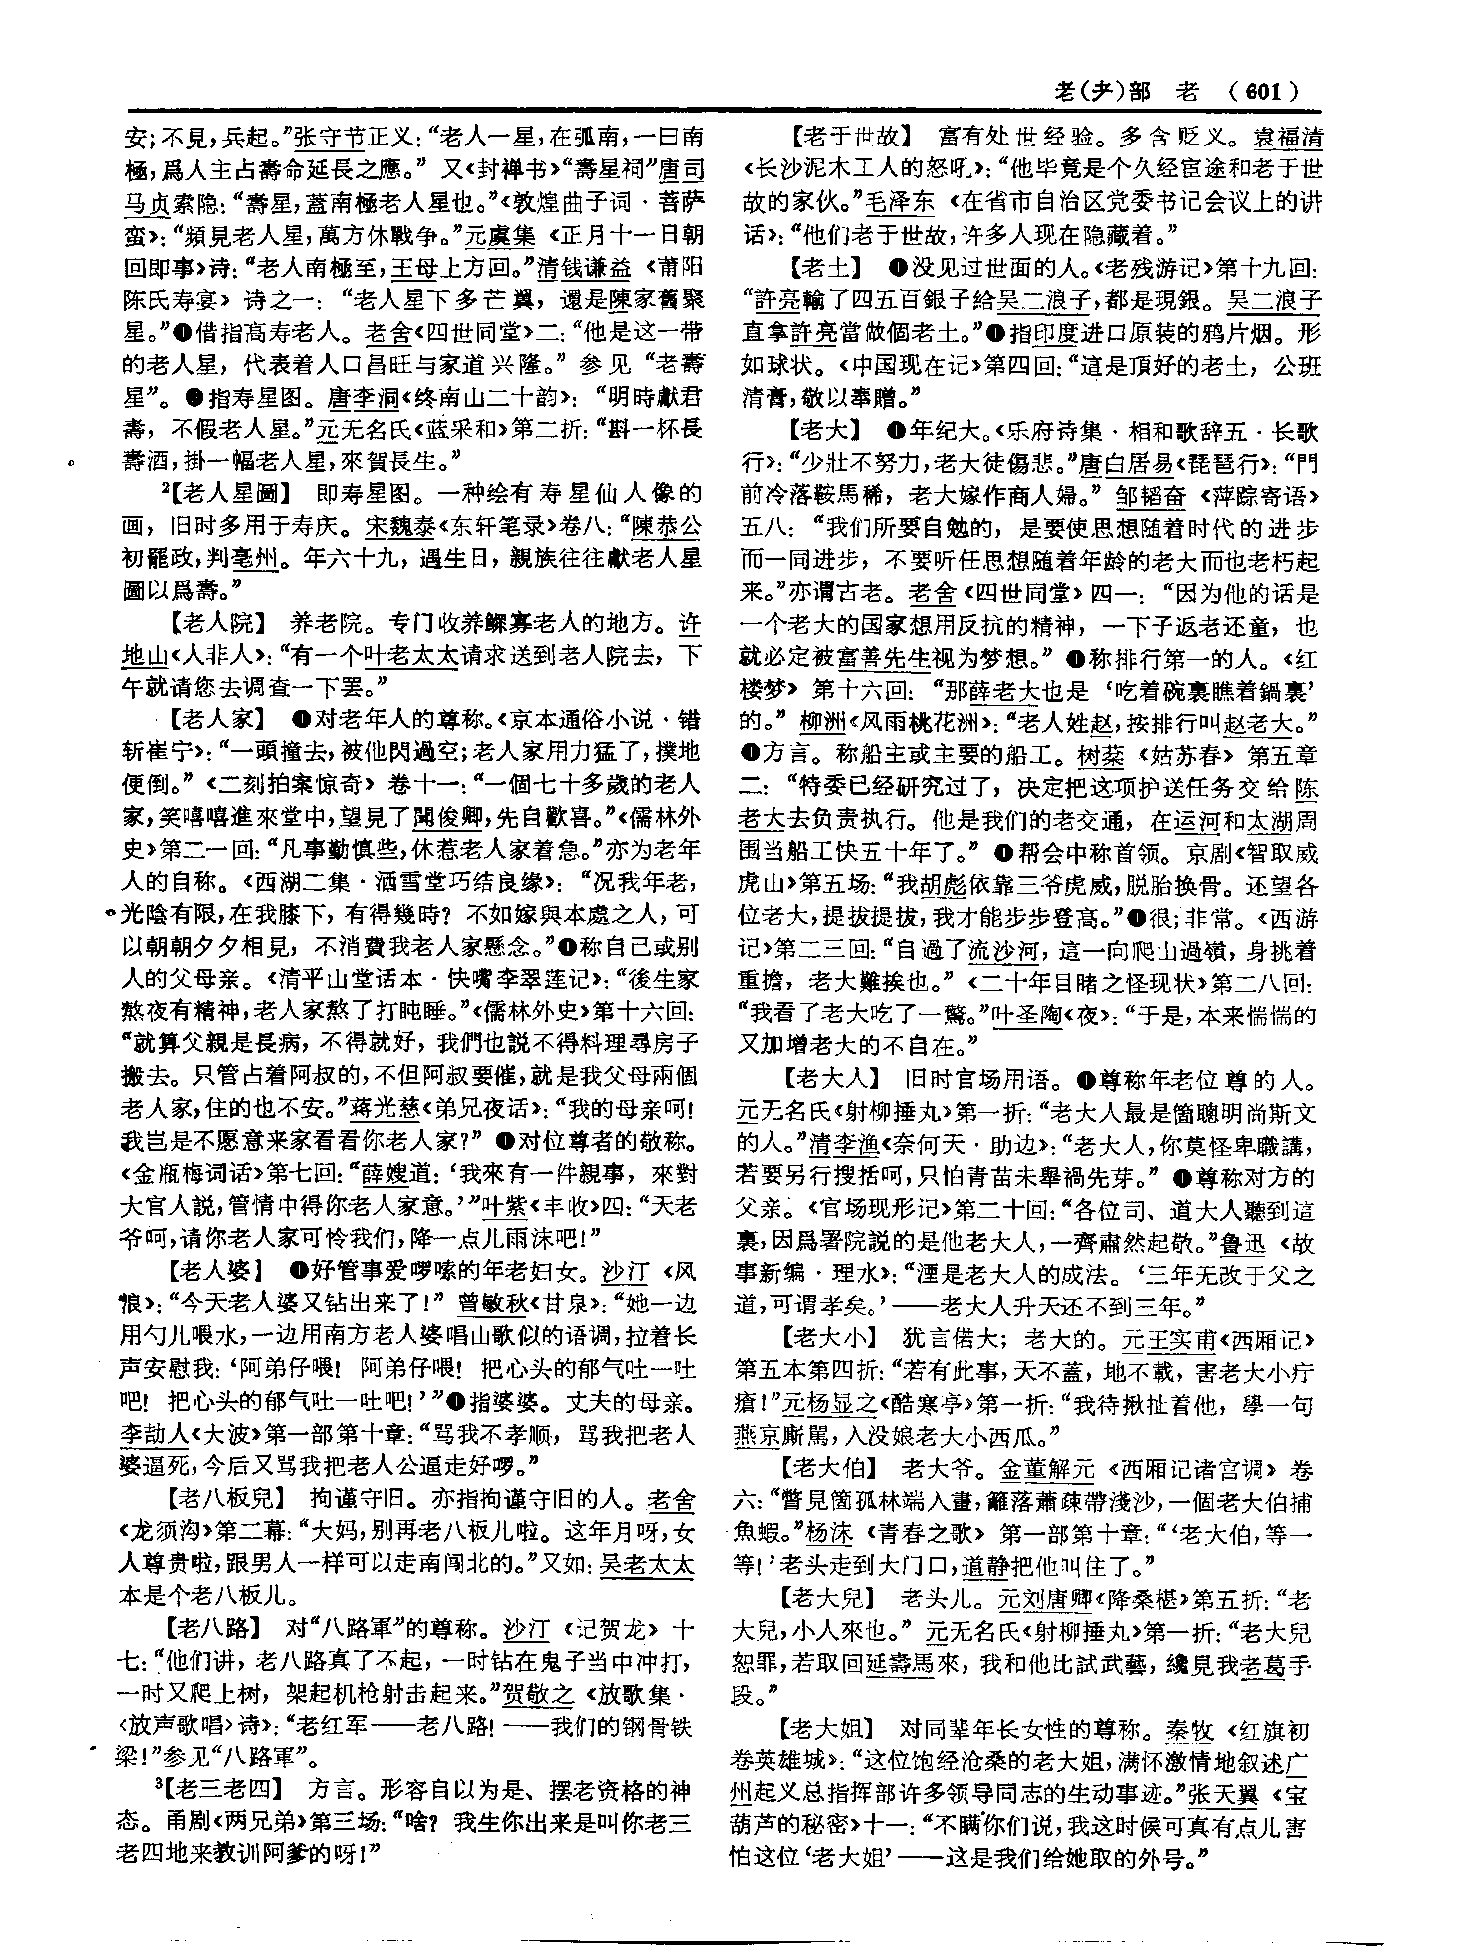 老(耂)部　老　(601)
安；不見，兵起。”张守节正义：“老人一星，在弧南，一曰南
極，爲人主占壽命延長之應。” 又《封禅书》“壽星祠”唐司
马贞索隐：“壽星，蓋南極老人星也。”《敦煌曲子词·菩萨
蛮》：“頻見老人星，萬方休戰争。”元虞集《正月十一日朝
回即事》诗：“老人南極至，王母上方回。”清钱谦益《莆阳
陈氏寿宴》诗之一：“老人星下多芒翼，還是陳家舊聚
星。”❷借指高寿老人。老舍《四世同堂》二：“他是这一带
的老人星，代表着人口昌旺与家道兴隆。”参见“老壽
星”。❸指寿星图。唐李洞《终南山二十韵》：“明時獻君
壽，不假老人星。”元无名氏《蓝采和》第二折：“斟一杯長
壽酒，掛一幅老人星，來賀長生。”
²【老人星圖】　即寿星图。一种绘有寿星仙人像的
画，旧时多用于寿庆。宋魏泰《东轩笔录》卷八：“陳恭公
初罷政，判亳州。年六十九，遇生日，親族往往獻老人星
圖以爲壽。”
【老人院】　养老院。专门收养鳏寡老人的地方。许
地山《人非人》：“有一个叶老太太请求送到老人院去，下
午就请您去调查一下罢。”
【老人家】　❶对老年人的尊称。《京本通俗小说·错
斩崔宁》：“一頭撞去，被他閃過空；老人家用力猛了，撲地
便倒。”《二刻拍案惊奇》卷十一：“一個七十多歲的老人
家，笑嘻嘻進來堂中，望見了聞俊卿，先自歡喜。”《儒林外
史》第二一回：“凡事勤慎些，休惹老人家着急。”亦为老年
人的自称。《西湖二集·洒雪堂巧结良缘》：“况我年老，
光陰有限，在我膝下，有得幾時？不如嫁與本處之人，可
以朝朝夕夕相見，不消費我老人家懸念。”❷称自己或别
人的父母亲。《清平山堂话本·快嘴李翠莲记》：“後生家
熬夜有精神，老人家熬了打盹睡。”《儒林外史》第十六回：
“就算父親是長病，不得就好，我們也説不得料理尋房子
搬去。只管占着阿叔的，不但阿叔要催，就是我父母兩個
老人家，住的也不安。”蒋光慈《弟兄夜话》：“我的母亲呵！
我岂是不愿意来家看看你老人家？”❸对位尊者的敬称。
《金瓶梅词话》第七回：“薛嫂道：‘我來有一件親事，來對
大官人説，管情中得你老人家意。’”叶紫《丰收》四：“天老
爷呵，请你老人家可怜我们，降一点儿雨沫吧！”
【老人婆】　❶好管事爱啰嗦的年老妇女。沙汀《风
浪》：“今天老人婆又钻出来了！”曾敏秋《甘泉》：“她一边
用勺儿喂水，一边用南方老人婆唱山歌似的语调，拉着长
声安慰我：‘阿弟仔喂！阿弟仔喂！把心头的郁气吐一吐
吧！把心头的郁气吐一吐吧！’”❷指婆婆。丈夫的母亲。
李劼人《大波》第一部第十章：“骂我不孝顺，骂我把老人
婆逼死，今后又骂我把老人公逼走好啰。”
【老八板兒】　拘谨守旧。亦指拘谨守旧的人。老舍
《龙须沟》第二幕：“大妈，别再老八板儿啦。这年月呀，女
人尊贵啦，跟男人一样可以走南闯北的。”又如：吴老太太
本是个老八板儿。
【老八路】　对“八路軍”的尊称。沙汀《记贺龙》十
七：“他们讲，老八路真了不起，一时钻在鬼子当中冲打，
一时又爬上树，架起机枪射击起来。”贺敬之《放歌集·
〈放声歌唱〉诗》：“老红军——老八路！——我们的钢骨铁
梁！”参见“八路軍”。
³【老三老四】　方言。形容自以为是、摆老资格的神
态。甬剧《两兄弟》第三场：“啥？我生你出来是叫你老三
老四地来教训阿爹的呀！”
【老于世故】　富有处世经验。多含贬义。袁福清
《长沙泥木工人的怒吼》：“他毕竟是个久经宦途和老于世
故的家伙。”毛泽东《在省市自治区党委书记会议上的讲
话》：“他们老于世故，许多人现在隐藏着。”
【老土】　❶没见过世面的人。《老残游记》第十九回：
“許亮輸了四五百銀子給吴二浪子，都是現銀。吴二浪子
直拿許亮當做個老土。”❷指印度进口原装的鸦片烟。形
如球状。《中国现在记》第四回：“這是頂好的老土，公班
清膏，敬以奉贈。”
【老大】　❶年纪大。《乐府诗集·相和歌辞五·长歌
行》：“少壯不努力，老大徒傷悲。”唐白居易《琵琶行》：“門
前冷落鞍馬稀，老大嫁作商人婦。”邹韬奋《萍踪寄语》
五八：“我们所要自勉的，是要使思想随着时代的进步
而一同进步，不要听任思想随着年龄的老大而也老朽起
来。”亦谓古老。老舍《四世同堂》四一：“因为他的话是
一个老大的国家想用反抗的精神，一下子返老还童，也
就必定被富善先生视为梦想。”❷称排行第一的人。《红
楼梦》第十六回：“那薛老大也是‘吃着碗裏瞧着鍋裏’
的。”柳洲《风雨桃花洲》：“老人姓赵，按排行叫赵老大。”
❸方言。称船主或主要的船工。树棻《姑苏春》第五章
二：“特委已经研究过了，决定把这项护送任务交给陈
老大去负责执行。他是我们的老交通，在运河和太湖周
围当船工快五十年了。”❹帮会中称首领。京剧《智取威
虎山》第五场：“我胡彪依靠三爷虎威，脱胎换骨。还望各
位老大，提拔提拔，我才能步步登高。”❺很；非常。《西游
记》第二三回：“自過了流沙河，這一向爬山過嶺，身挑着
重擔，老大難挨也。”《二十年目睹之怪现状》第二八回：
“我看了老大吃了一驚。”叶圣陶《夜》：“于是，本来惴惴的
又加增老大的不自在。”
【老大人】　旧时官场用语。❶尊称年老位尊的人。
元无名氏《射柳捶丸》第一折：“老大人最是箇聰明尚斯文
的人。”清李渔《奈何天·助边》：“老大人，你莫怪卑職講，
若要另行搜括呵，只怕青苗未舉禍先芽。”❷尊称对方的
父亲。《官场现形记》第二十回：“各位司、道大人聽到這
裏，因爲署院説的是他老大人，一齊肅然起敬。”鲁迅《故
事新编·理水》：“湮是老大人的成法。‘三年无改于父之
道，可谓孝矣。’——老大人升天还不到三年。”
【老大小】　犹言偌大；老大的。元王实甫《西厢记》
第五本第四折：“若有此事，天不蓋，地不載，害老大小疔
瘡！”元杨显之《酷寒亭》第一折：“我待揪扯着他，學一句
燕京廝駡，入没娘老大小西瓜。”
【老大伯】　老大爷。金董解元《西厢记诸宫调》卷
六：“瞥見箇孤林端入畫，籬落蕭疎帶淺沙，一個老大伯捕
魚蝦。”杨沫《青春之歌》第一部第十章：“‘老大伯，等一
等！’老头走到大门口，道静把他叫住了。”
【老大兒】　老头儿。元刘唐卿《降桑椹》第五折：“老
大兒，小人來也。”元无名氏《射柳捶丸》第一折：“老大兒
恕罪，若取回延壽馬來，我和他比試武藝，纔見我老葛手
段。”
【老大姐】　对同辈年长女性的尊称。秦牧《红旗初
卷英雄城》：“这位饱经沧桑的老大姐，满怀激情地叙述广
州起义总指挥部许多领导同志的生动事迹。”张天翼《宝
葫芦的秘密》十一：“不瞒你们说，我这时候可真有点儿害
怕这位‘老大姐’——这是我们给她取的外号。”